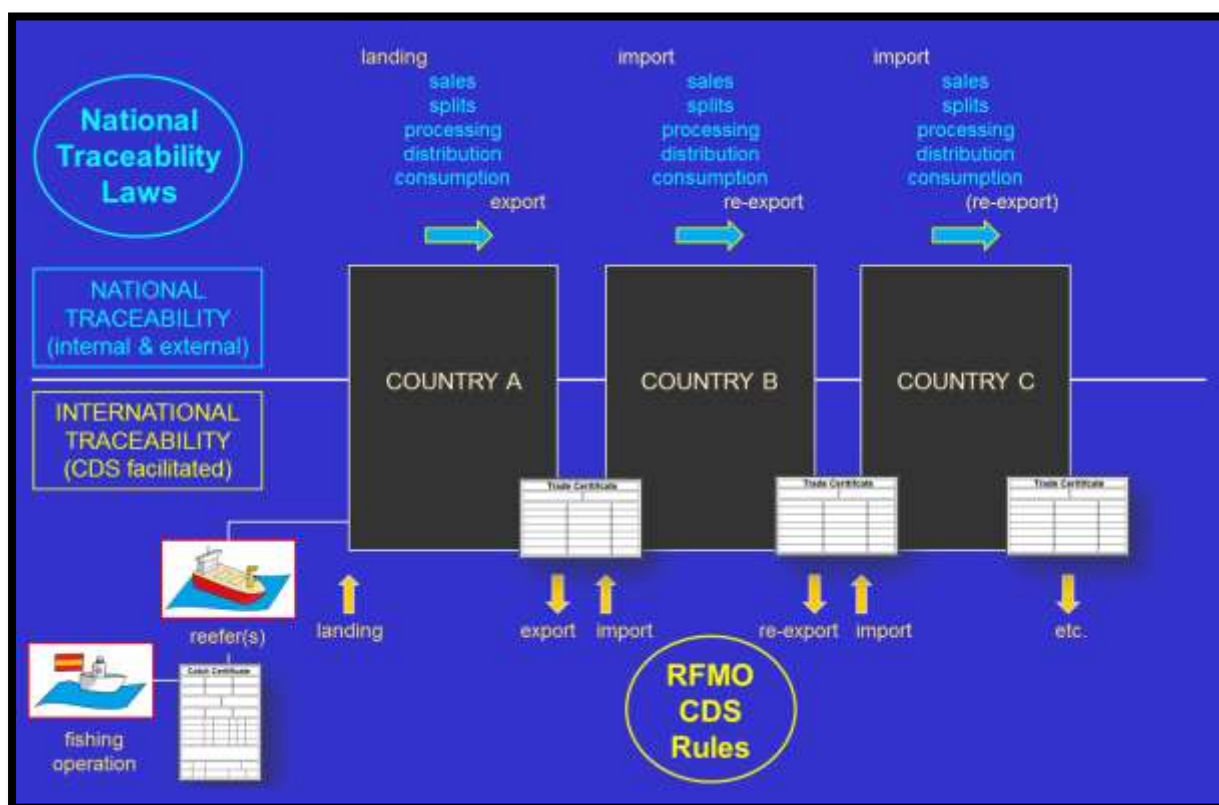 National
Traceability
Laws
landing
sales
splits
processing
distribution
consumption
export
import
sales
splits
processing
distribution
consumption
re-export
import
sales
splits
processing
distribution
consumption
(re-export)
NATIONAL
TRACEABILITY
(internal & external)
COUNTRY A
COUNTRY B
COUNTRY C
INTERNATIONAL
TRACEABILITY
(CDS facilitated)
Trade Certificate
Trade Certificate
Trade Certificate
reefer(s)
landing
export
import
re-export
import
etc.
Catch Certificate
fishing
operation
RFMO
CDS
Rules